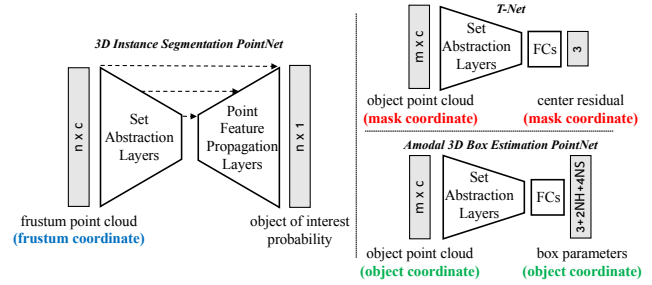 3D Instance Segmentation PointNet
n x c
Set
Abstraction
Layers
Point
Feature
Propagation
Layers
n x 1
frustum point cloud
(frustum coordinate)
object of interest
probability
T-Net
m x c
Set
Abstraction
Layers
FCs
3
object point cloud
(mask coordinate)
center residual
(mask coordinate)
Amodal 3D Box Estimation PointNet
m x c
Set
Abstraction
Layers
FCs
3+2NH+4NS
object point cloud
(object coordinate)
box parameters
(object coordinate)